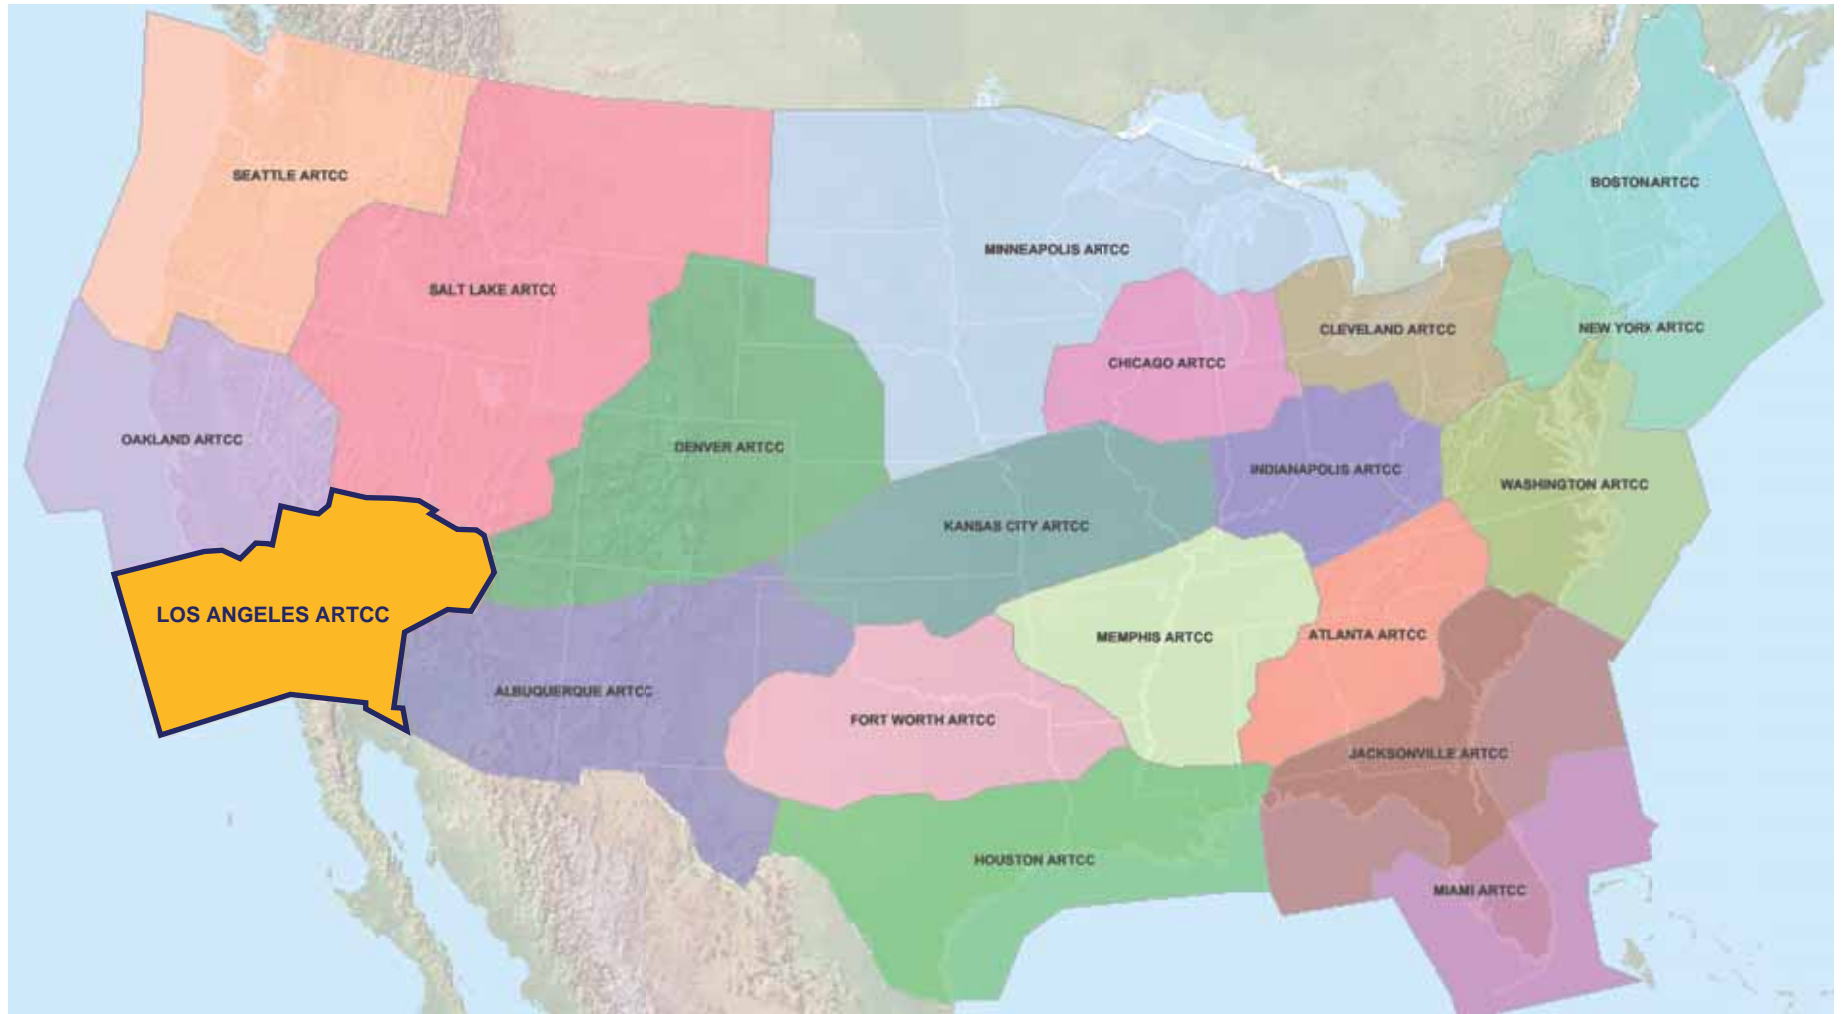 SEATTLE ARTCC
BOSTONARTCC
MINNEAPOLIS ARTCC
SALT LAKE ARTCC
CLEVELAND ARTCC
NEW YORK ARTCC
CHICAGO ARTCC
OAKLAND ARTCC
DENVER ARTCC
INDIANAPOLIS ARTCC
WASHINGTON ARTCC
KANSAS CITY ARTCC
LOS ANGELES ARTCC
MEMPHIS ARTCC
ATLANTA ARTCC
ALBUQUERQUE ARTCC
FORT WORTH ARTCC
JACKSONVILLE ARTCC
HOUSTON ARTCC
MIAMI ARTCC